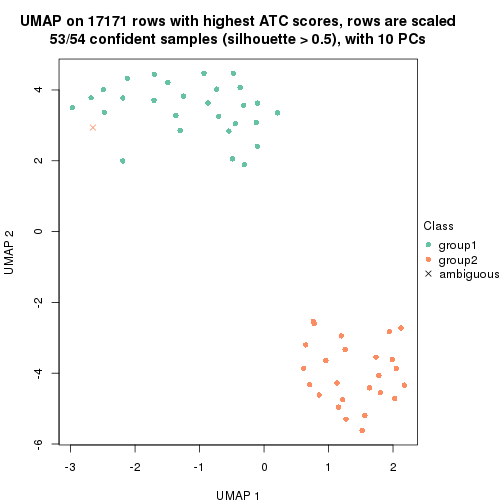 UMAP on 17171 rows with highest ATC scores, rows are scaled
53/54 confident samples (silhouette > 0.5), with 10 PCs
4
2
0
-2
-4
-6
UMAP 2
-3
-2
-1
0
1
2
UMAP 1
Class
group1
group2
ambiguous